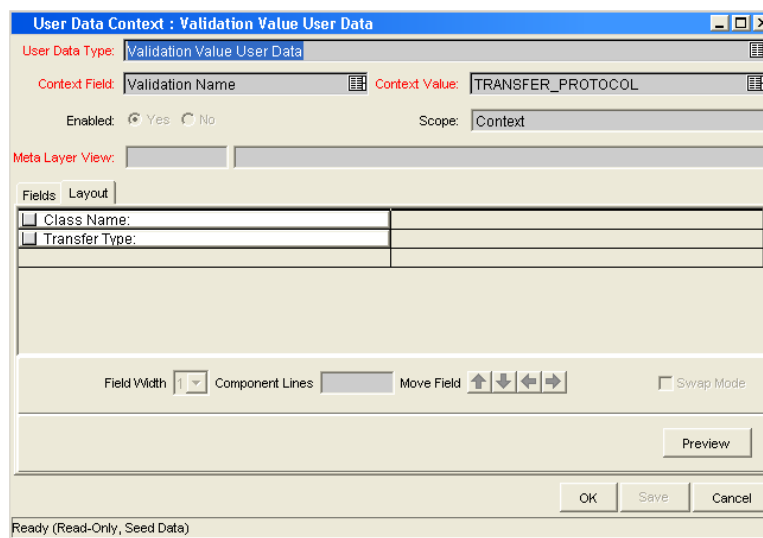 User Data Context : Validation Value User Data
User Data Type: Validation Value User Data
Context Field: Validation Name Context Value: TRANSFER_PROTOCOL
Enabled: Yes No Scope: Context
Meta Layer View:
Fields Layout
Class Name:
Transfer Type:
Field Width 1 Component Lines Move Field Swap Mode
Preview
OK Save Cancel
Ready (Read-Only, Seed Data)